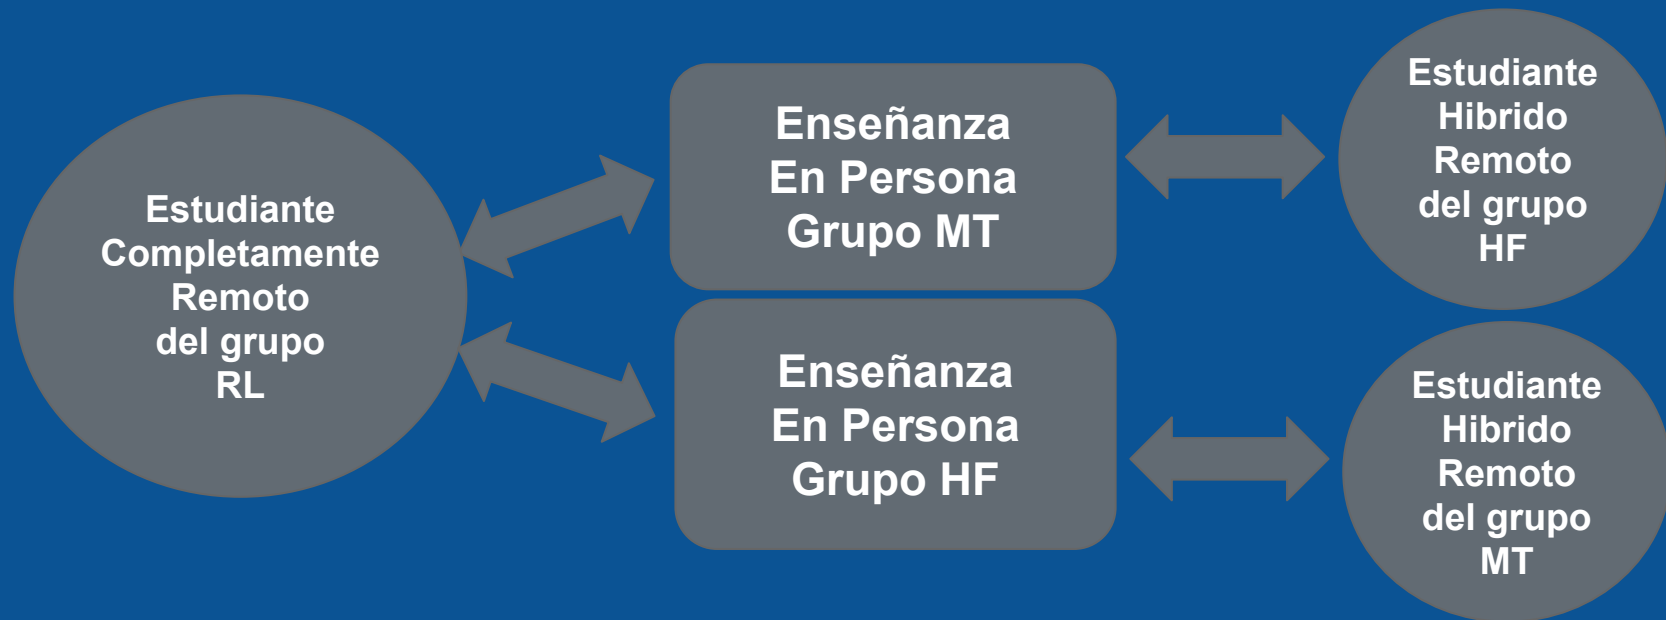 Estudiante
Completamente
Remoto
del grupo
RL
Enseñanza
En Persona
Grupo MT
Enseñanza
En Persona
Grupo HF
Estudiante
Hibrido
Remoto
del grupo
HF
Estudiante
Hibrido
Remoto
del grupo
MT